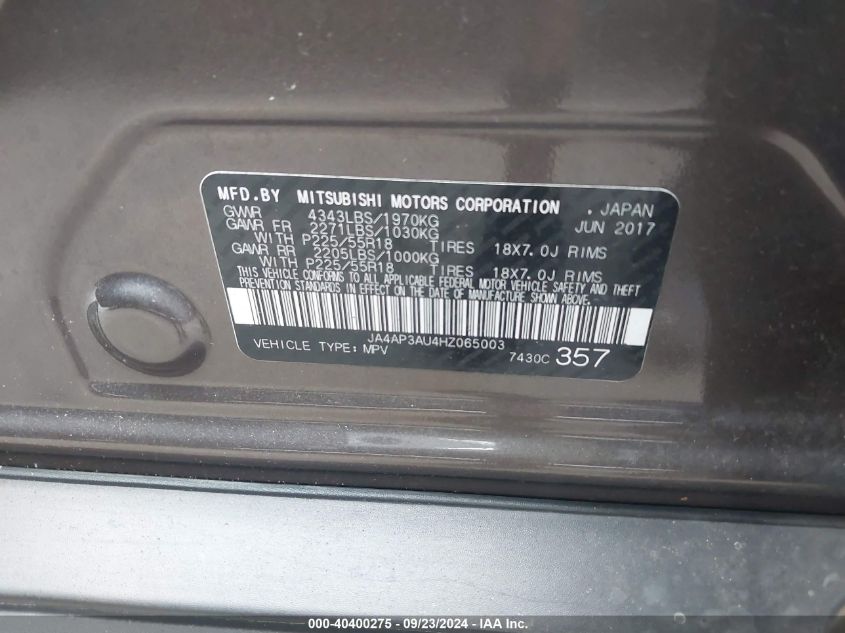 MFD.BY MITSUBISHI MOTORS CORPORATION . JAPAN
GVWR 4343LBS/1970KG JUN 2017
GAWR FR 2271LBS/1030KG
WITH P225/55R18 TIRES 18X7.0J RIMS
GAWR RR 2205LBS/1000KG
WITH P225/55R18 TIRES 18X7.0J RIMS
THIS VEHICLE CONFORMS TO ALL APPLICABLE FEDERAL MOTOR VEHICLE SAFETY AND THEFT
PREVENTION STANDARDS IN EFFECT ON THE DATE OF MANUFACTURE SHOWN ABOVE.
JA4AP3AU4HZ065003
VEHICLE TYPE:MPV 7430C 357
000-40400275 - 09/23/2024 - IAA Inc.